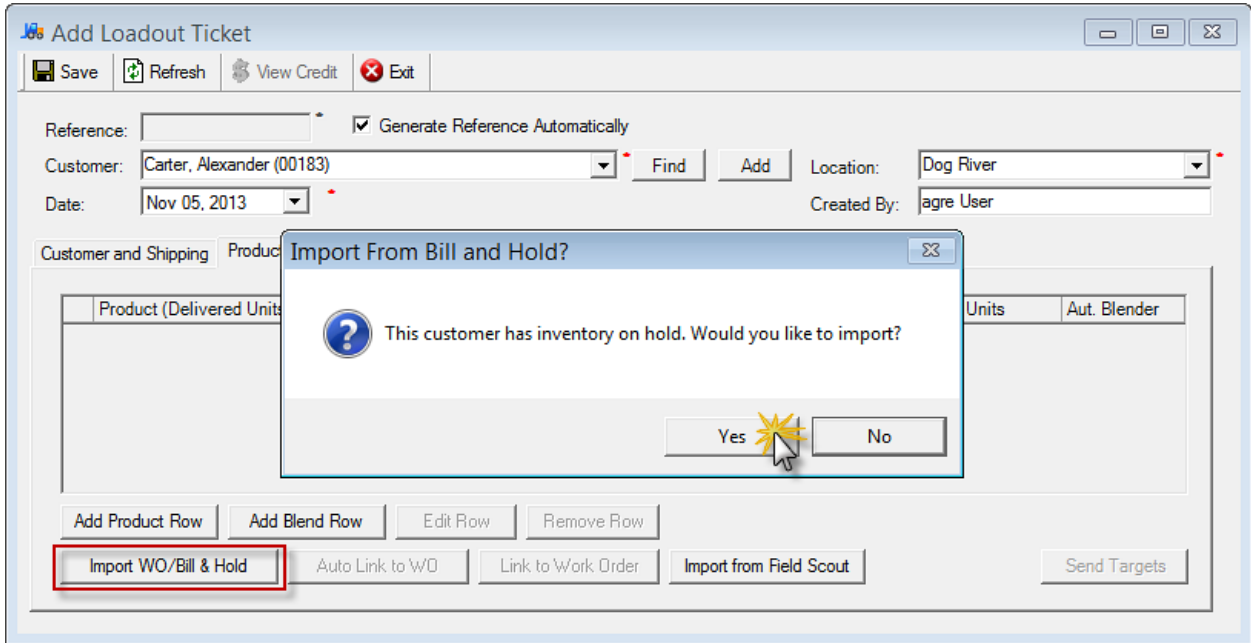 Add Loadout Ticket
Save Refresh View Credit Exit
Reference: * Generate Reference Automatically
Customer: Carter, Alexander (00183) * Find Add Location: Dog River *
Date: Nov 05, 2013 * Created By: agre User
Customer and Shipping Produc
Import From Bill and Hold?
Product (Delivered Units Units Aut. Blender
This customer has inventory on hold. Would you like to import?
Yes No
Add Product Row Add Blend Row Edit Row Remove Row
Import WO/Bill & Hold Auto Link to WO Link to Work Order Import from Field Scout Send Targets